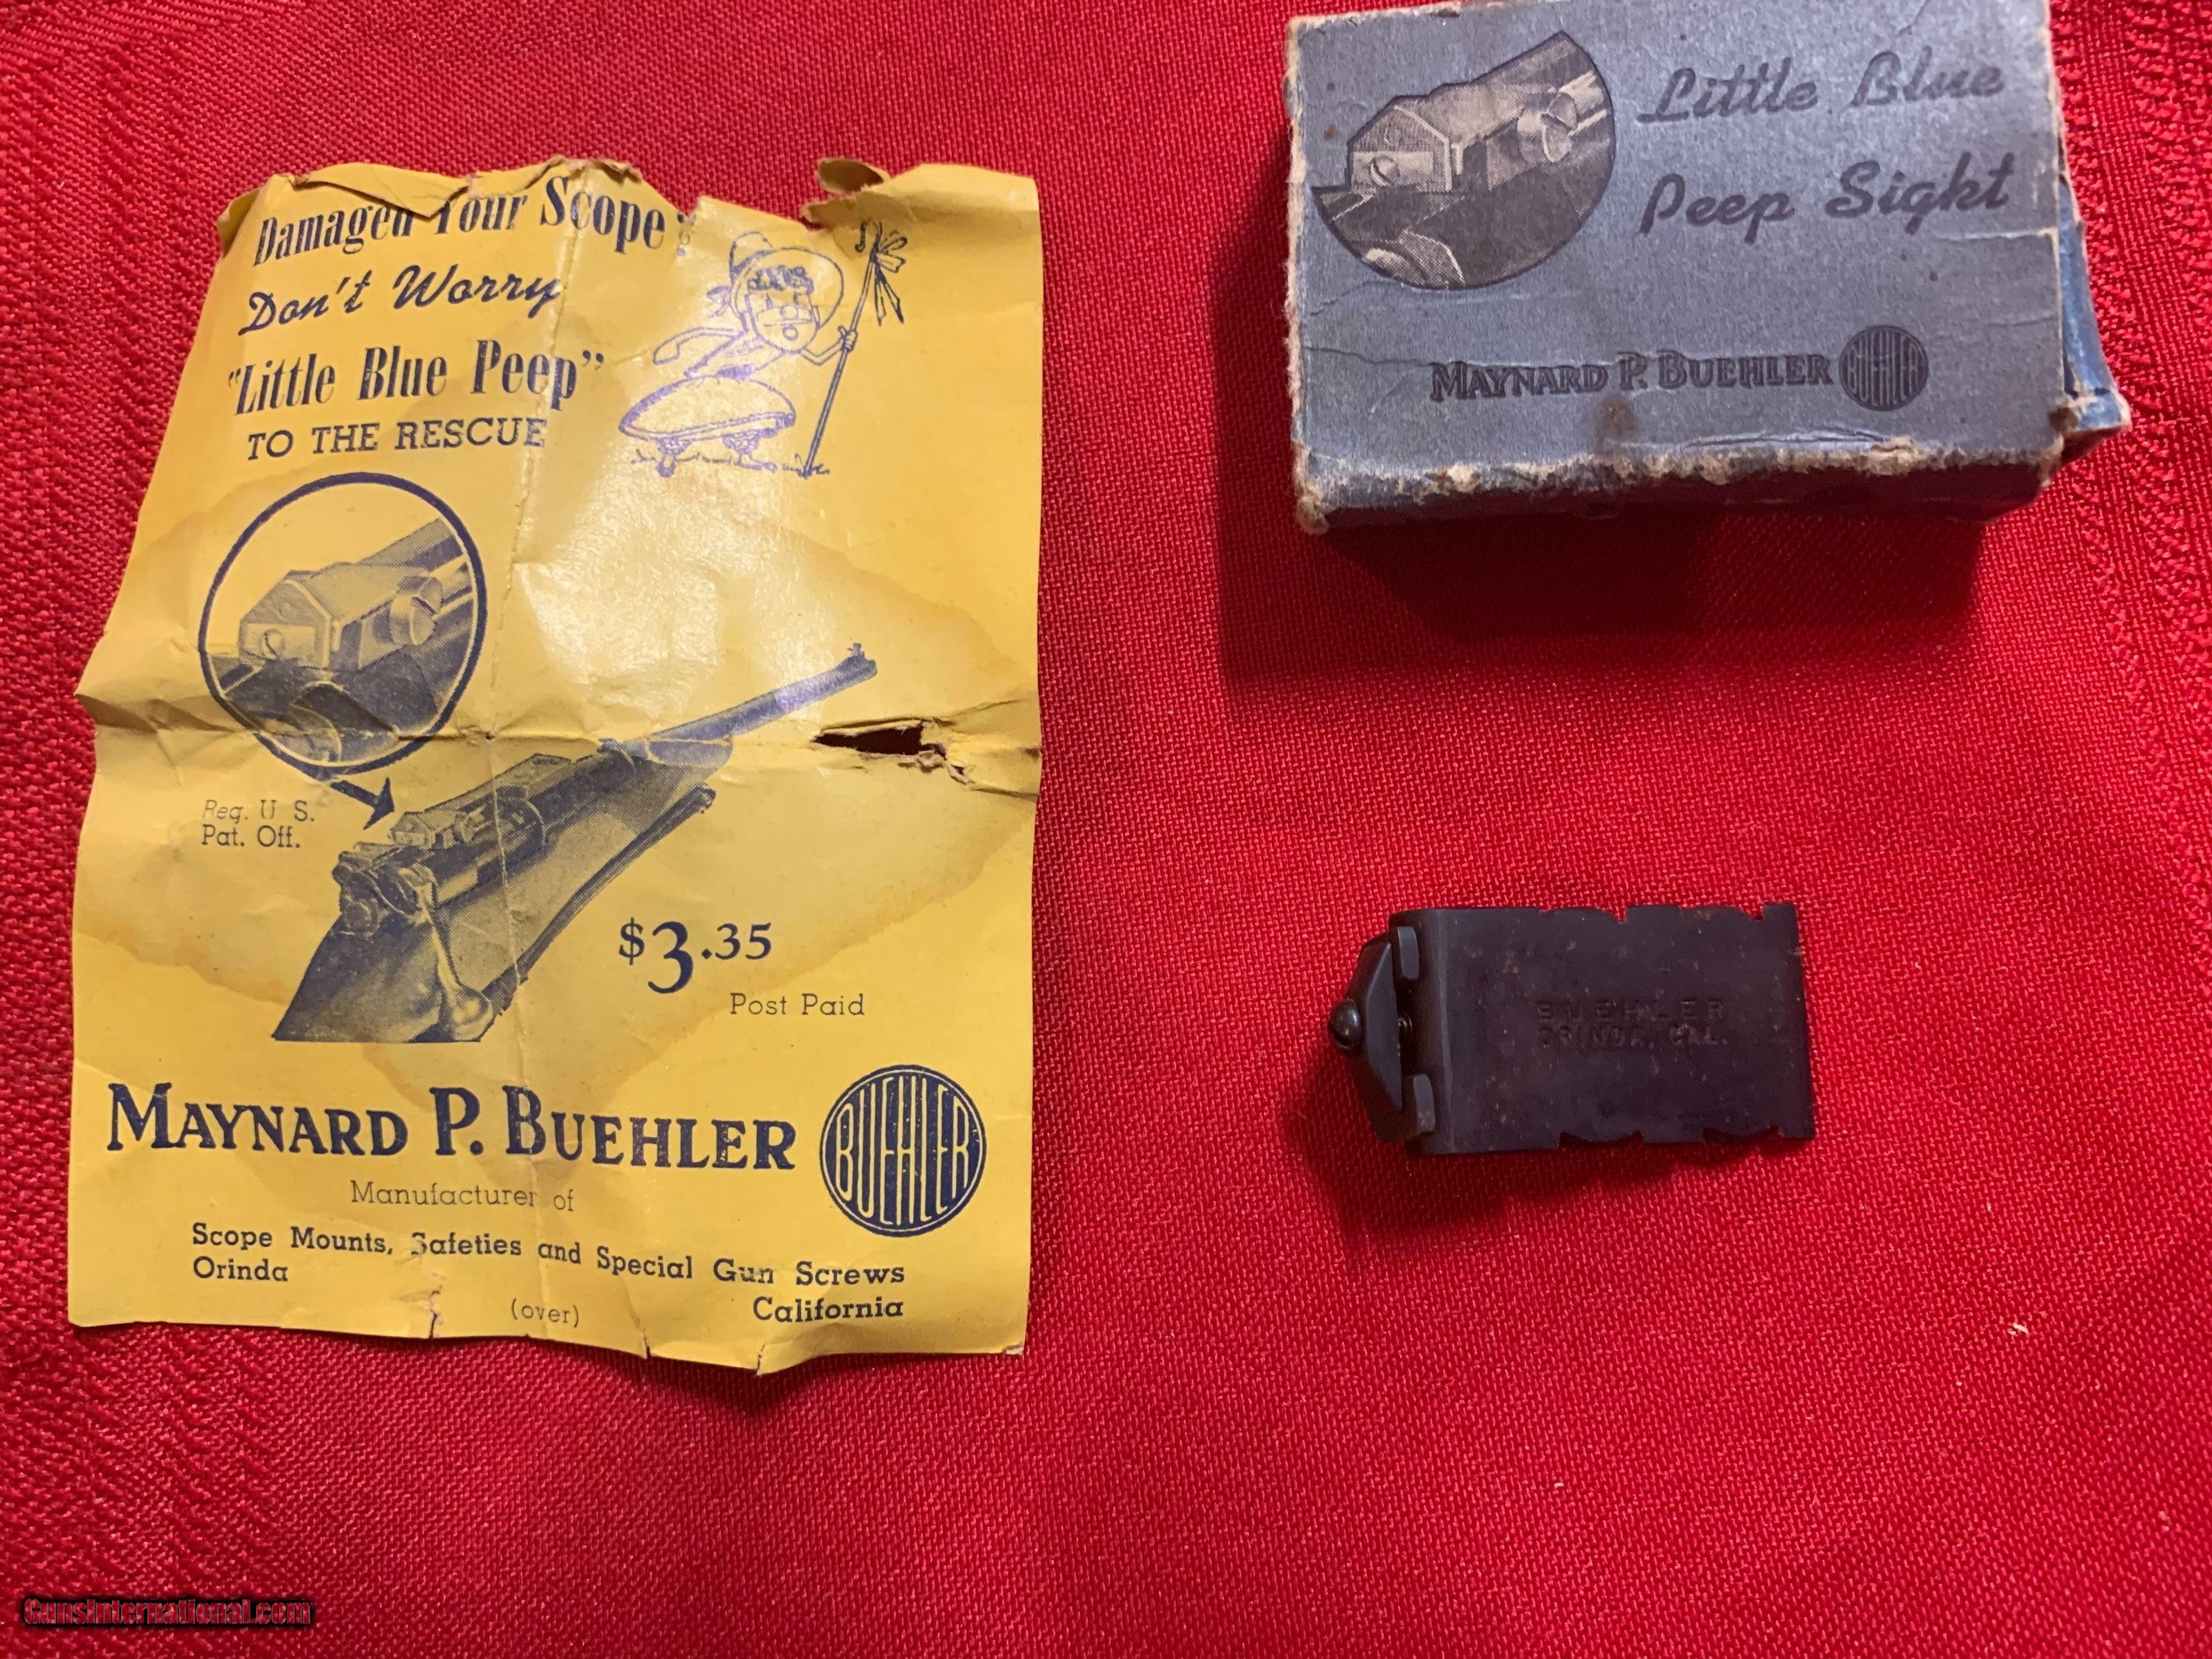 Damaged Your Scope?
Don't Worry
"Little Blue Peep"
TO THE RESCUE
Reg. U S.
Pat. Off.
$3.35
Post Paid
MAYNARD P. BUEHLER
BUEHLER
Manufacturer of
Scope Mounts, Safeties and Special Gun Screws
Orinda
California
(over)
Little Blue
Peep Sight
MAYNARD P. BUEHLER
BUEHLER
BUEHLER
ORINDA, CAL.
GunsInternational.com